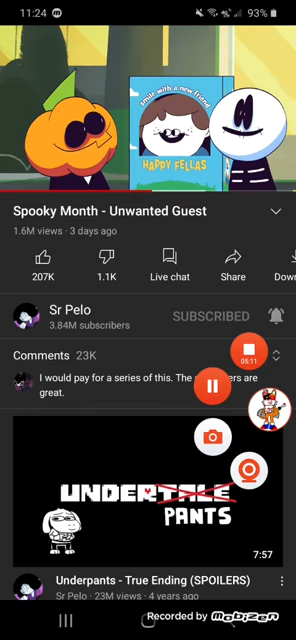 11:24
4G 93%
smile with a new friend
HAPPY FELLAS
Spooky Month - Unwanted Guest
1.6M views · 3 days ago
207K
1.1K
Live chat
Share
Down
Sr Pelo
3.84M subscribers
SUBSCRIBED
Comments 23K
05:11
I would pay for a series of this. The are
great.
UNDERTALE
PANTS
7:57
Underpants - True Ending (SPOILERS)
Sr Pelo · 23M views · 4 years ago
Recorded by mobizen